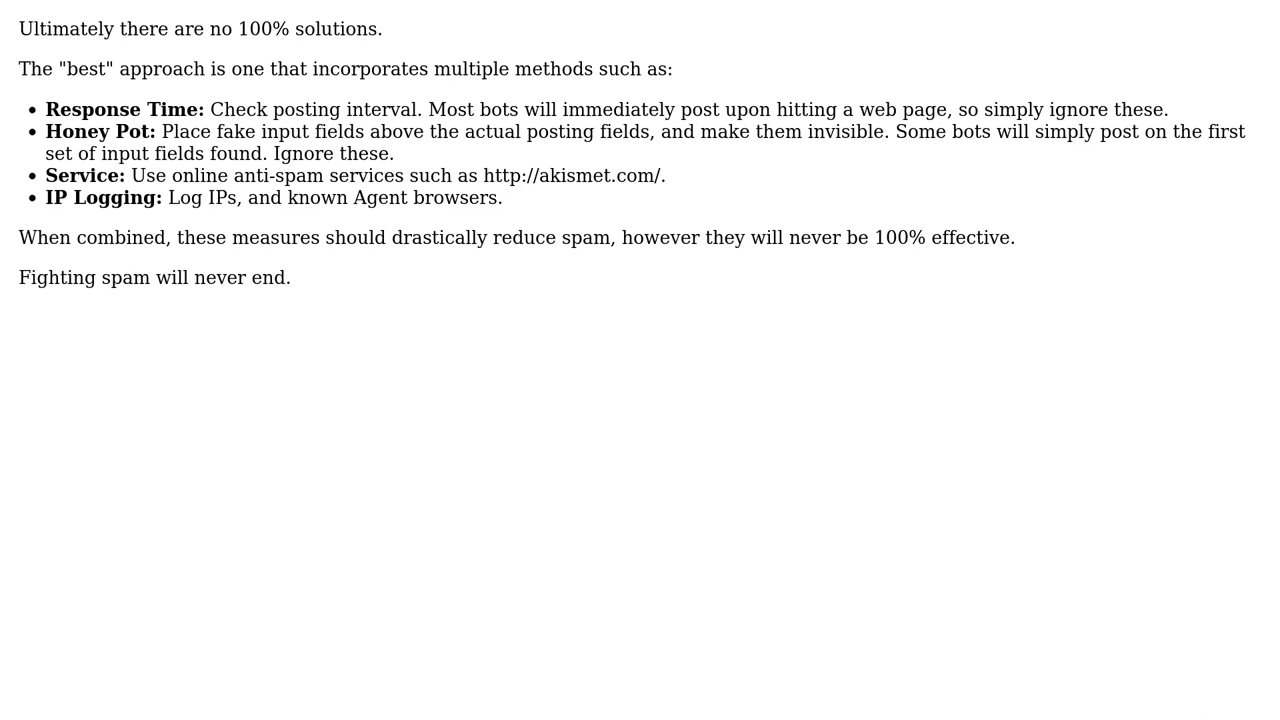 Ultimately there are no 100% solutions.
The "best" approach is one that incorporates multiple methods such as:
• Response Time: Check posting interval. Most bots will immediately post upon hitting a web page, so simply ignore these.
• Honey Pot: Place fake input fields above the actual posting fields, and make them invisible. Some bots will simply post on the first
set of input fields found. Ignore these.
• Service: Use online anti-spam services such as http://akismet.com/.
• IP Logging: Log IPs, and known Agent browsers.
When combined, these measures should drastically reduce spam, however they will never be 100% effective.
Fighting spam will never end.